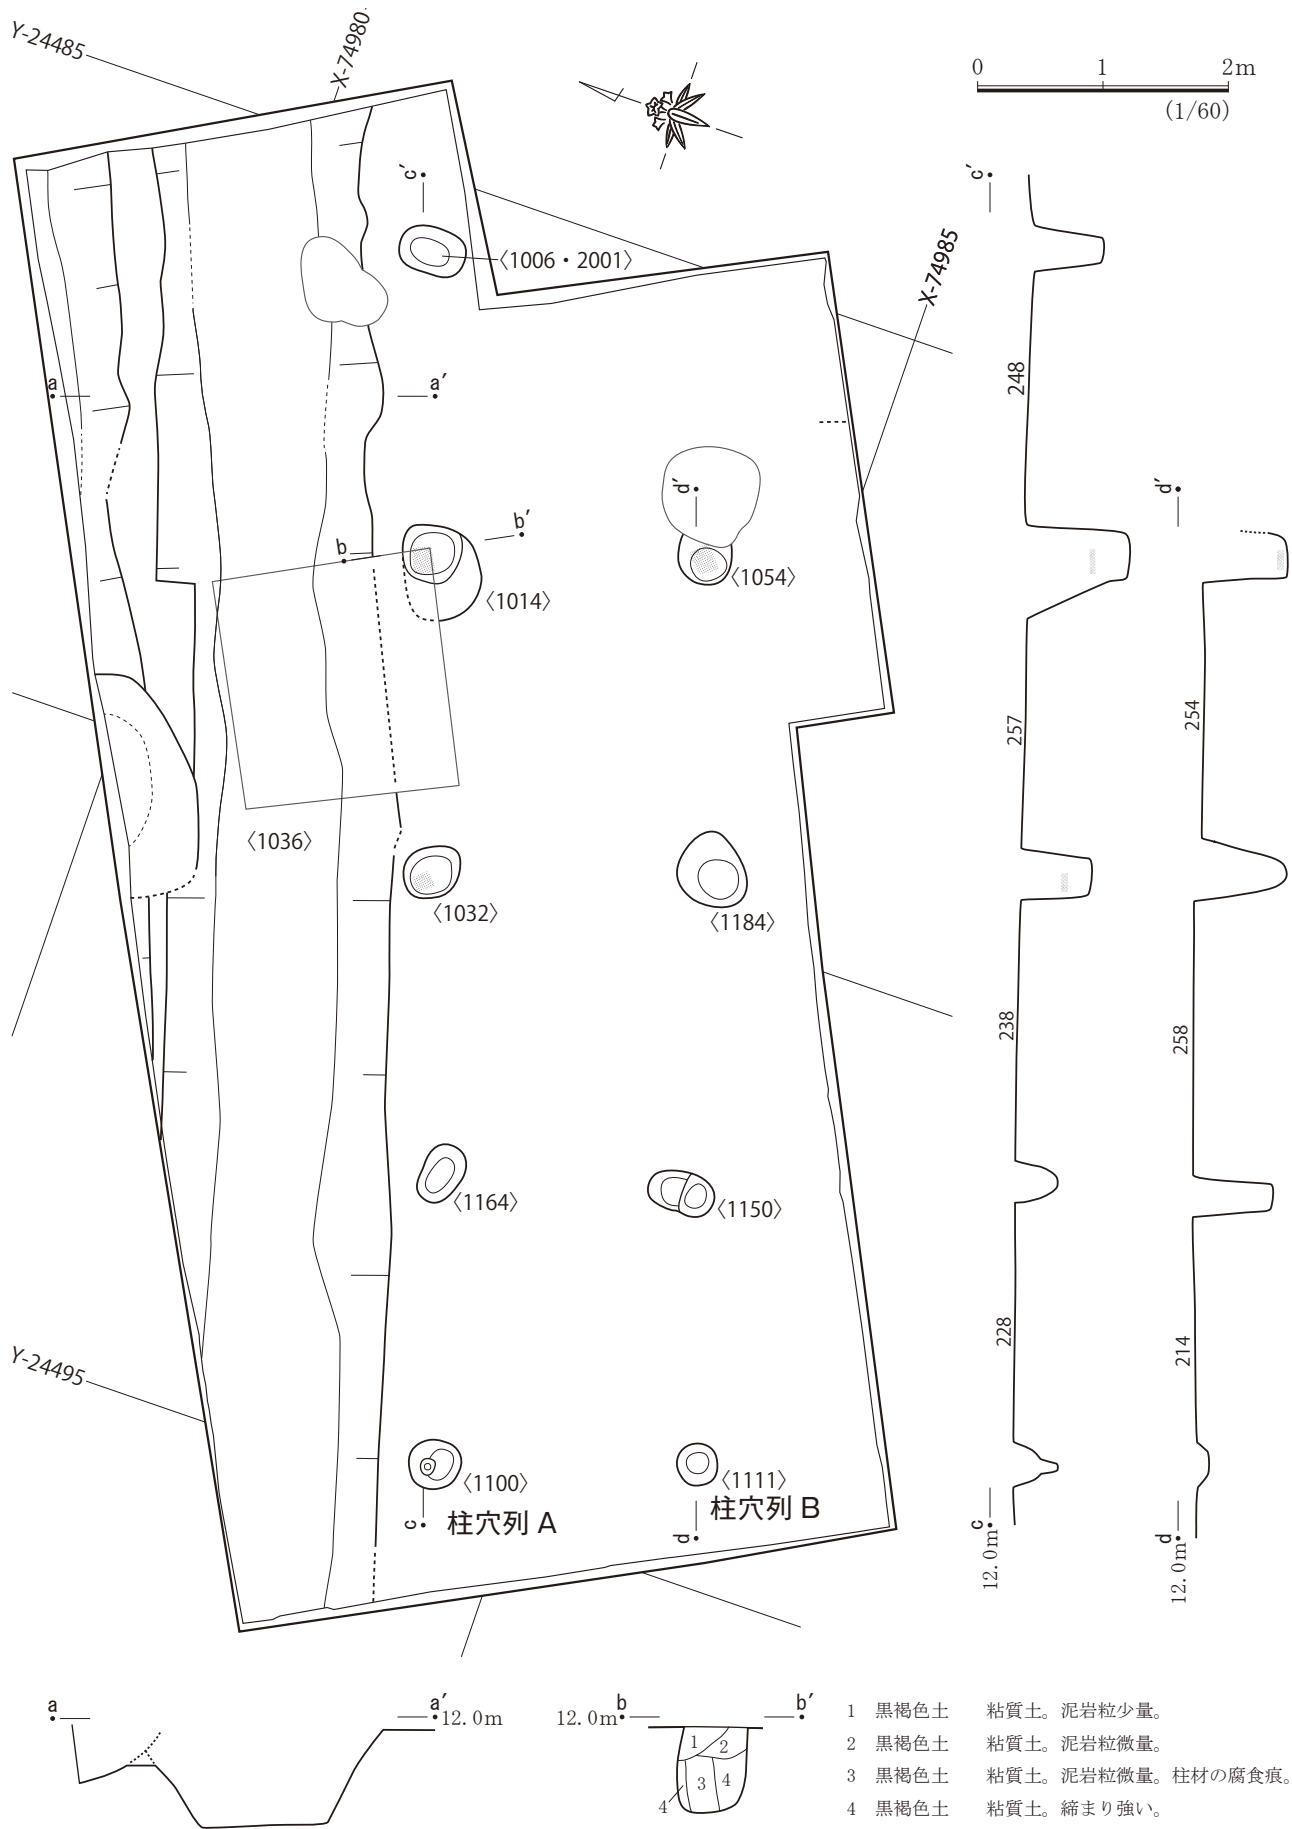 Y-24485
X-74980
0 1 2m
(1/60)
c′
c′
〈1006・2001〉
X-74985
248
a
a′
d′
d′
b
b′
〈1014〉
〈1054〉
257
254
〈1036〉
〈1032〉
〈1184〉
238
258
〈1164〉
〈1150〉
228
214
Y-24495
〈1100〉
〈1111〉
柱穴列 A
柱穴列 B
c
d
c
12.0m
d
12.0m
a
a′
12.0m
12.0m
b
b′
1
2
3
4
4
1 黒褐色土 粘質土。泥岩粒少量。
2 黒褐色土 粘質土。泥岩粒微量。
3 黒褐色土 粘質土。泥岩粒微量。柱材の腐食痕。
4 黒褐色土 粘質土。締まり強い。